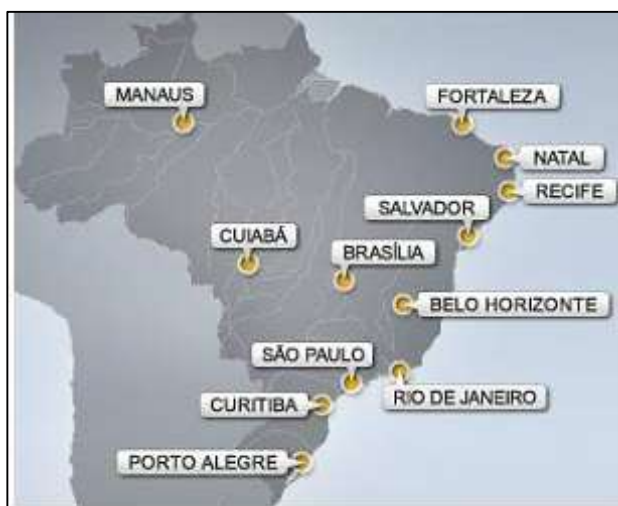 MANAUS
FORTALEZA
NATAL
RECIFE
SALVADOR
CUIABÁ
BRASÍLIA
BELO HORIZONTE
SÃO PAULO
RIO DE JANEIRO
CURITIBA
PORTO ALEGRE